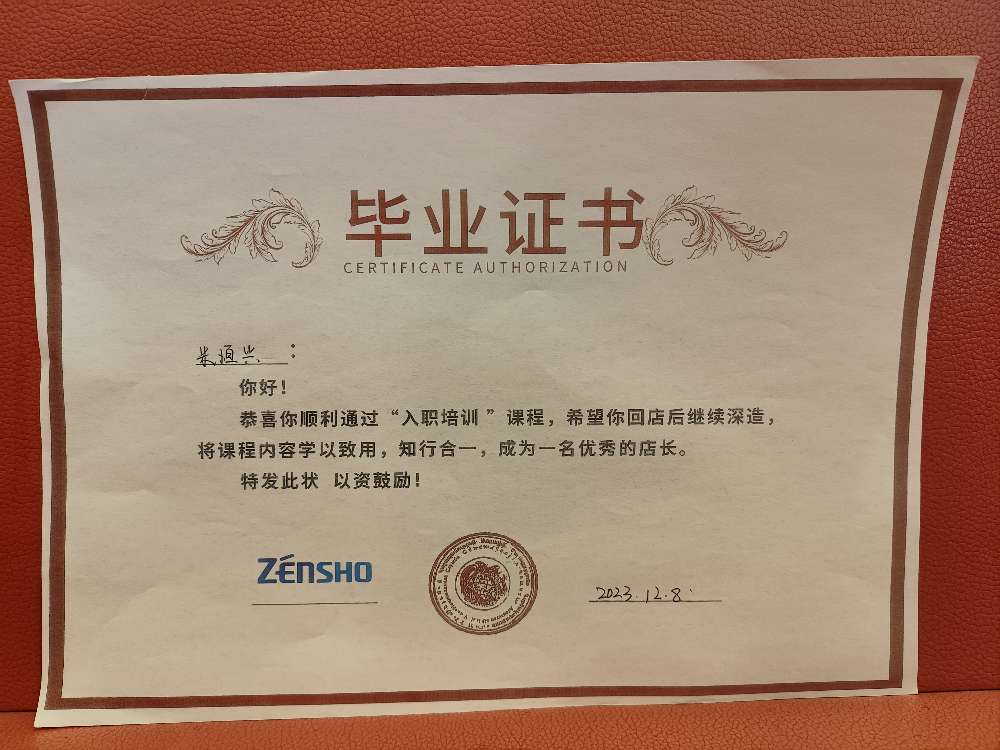 毕业证书
CERTIFICATE AUTHORIZATION
米恒兴：
你好！
恭喜你顺利通过“入职培训 ”课程，希望你回店后继续深造，
将课程内容学以致用，知行合一，成为一名优秀的店长。
特发此状 以资鼓励！
ZÉNSHO
2023.12.8